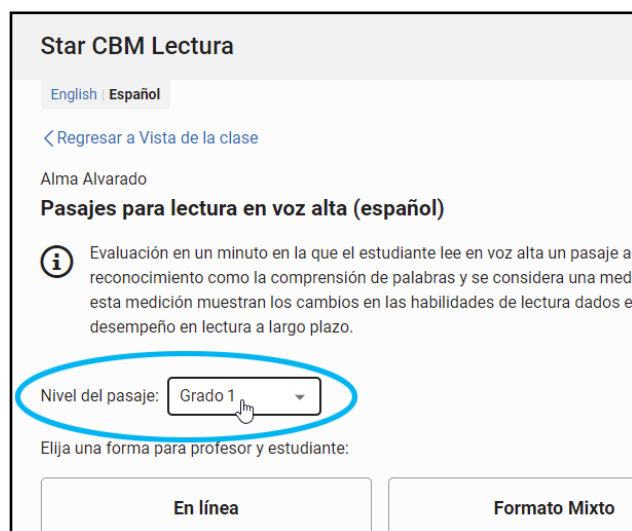 Star CBM Lectura
English | Español
Regresar a Vista de la clase
Alma Alvarado
Pasajes para lectura en voz alta (español)
Evaluación en un minuto en la que el estudiante lee en voz alta un pasaje a
reconocimiento como la comprensión de palabras y se considera una med
esta medición muestran los cambios en las habilidades de lectura dados e
desempeño en lectura a largo plazo.
Nivel del pasaje: Grado 1
Elija una forma para profesor y estudiante:
En línea Formato Mixto